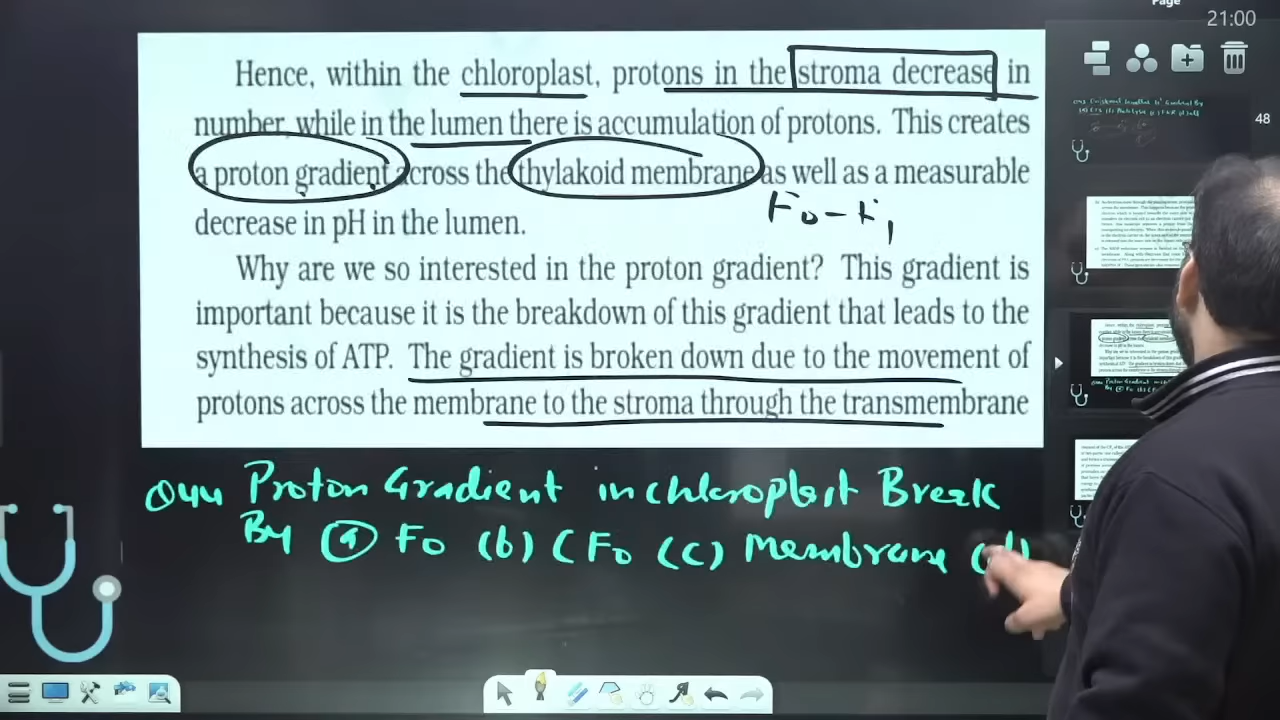 Page
21:00
Hence, within the chloroplast, protons in the stroma decrease in
number, while in the lumen there is accumulation of protons. This creates
a proton gradient across the thylakoid membrane as well as a measurable
decrease in pH in the lumen.
F0 - F1
Why are we so interested in the proton gradient? This gradient is
important because it is the breakdown of this gradient that leads to the
synthesis of ATP. The gradient is broken down due to the movement of
protons across the membrane to the stroma through the transmembrane
Q44 Proton Gradient in chloroplast Break
By (a) F0 (b) CF0 (c) Membrane (d)
48